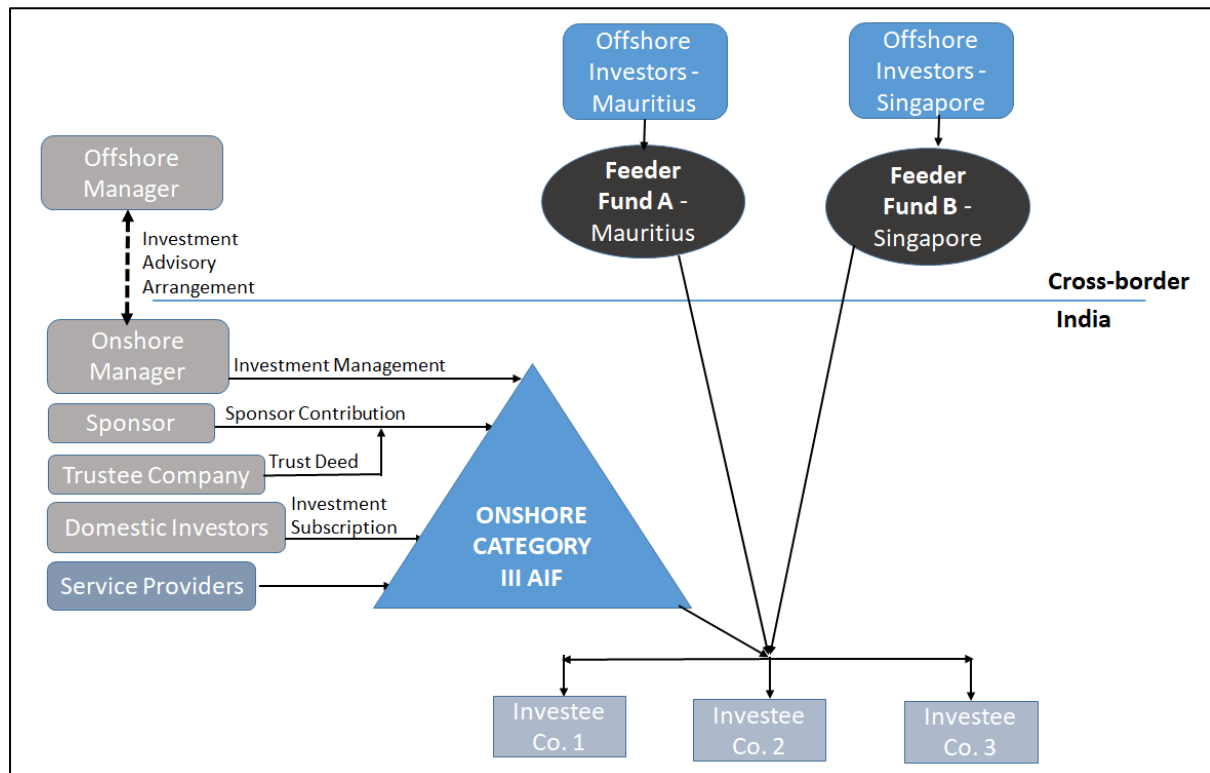 Offshore
Investors -
Mauritius
Offshore
Investors -
Singapore
Offshore
Manager
Feeder
Fund A -
Mauritius
Feeder
Fund B -
Singapore
Investment
Advisory
Arrangement
Cross-border
India
Onshore
Manager
Investment Management
Sponsor
Sponsor Contribution
Trustee Company
Trust Deed
Domestic Investors
Investment
Subscription
Service Providers
ONSHORE
CATEGORY
III AIF
Investee
Co. 1
Investee
Co. 2
Investee
Co. 3